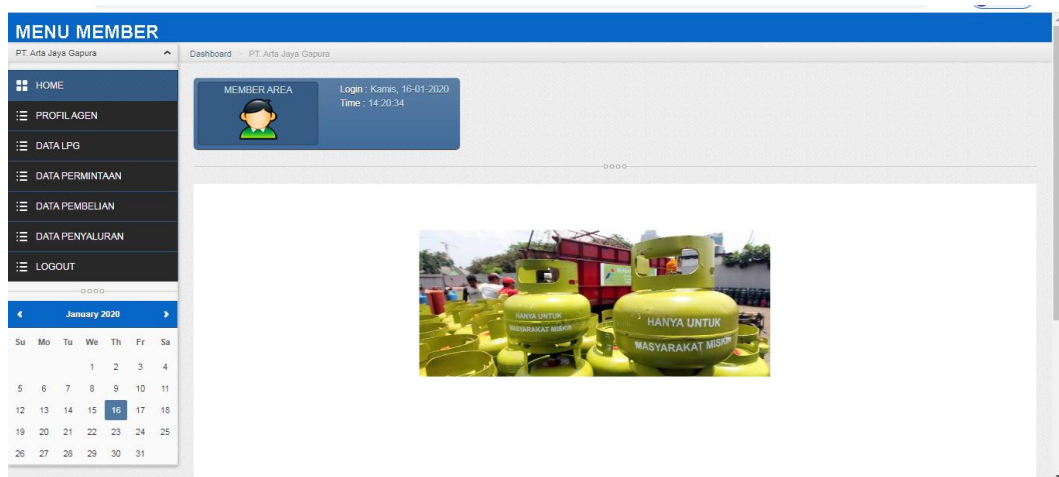 MENU MEMBER
PT. Arta Jaya Gapura
Dashboard PT. Arta Jaya Gapura
HOME
PROFIL AGEN
DATA LPG
DATA PERMINTAAN
DATA PEMBELIAN
DATA PENYALURAN
LOGOUT
January 2020
Su Mo Tu We Th Fr Sa
1 2 3 4
5 6 7 8 9 10 11
12 13 14 15 16 17 18
19 20 21 22 23 24 25
26 27 28 29 30 31
MEMBER AREA
Login : Kamis, 16-01-2020
Time : 14:20:34
HANYA UNTUK
MASYARAKAT MISKIN
HANYA UNTUK
MASYARAKAT MISKIN